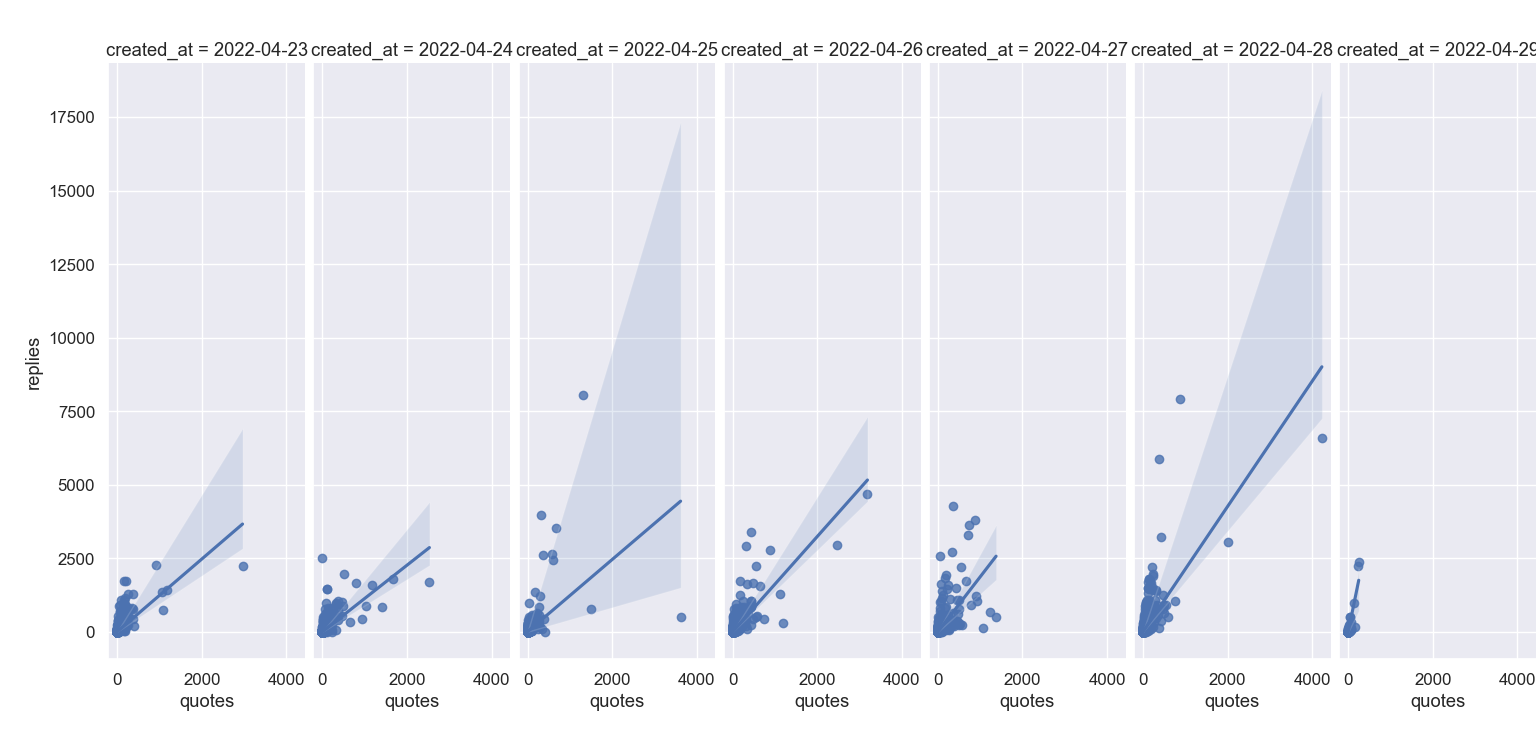 created_at = 2022-04-23 created_at = 2022-04-24 created_at = 2022-04-25 created_at = 2022-04-26 created_at = 2022-04-27 created_at = 2022-04-28 created_at = 2022-04-29
17500
15000
12500
10000
7500
5000
2500
0
replies
0 2000 4000 0 2000 4000 0 2000 4000 0 2000 4000 0 2000 4000 0 2000 4000 0 2000 4000
quotes quotes quotes quotes quotes quotes quotes